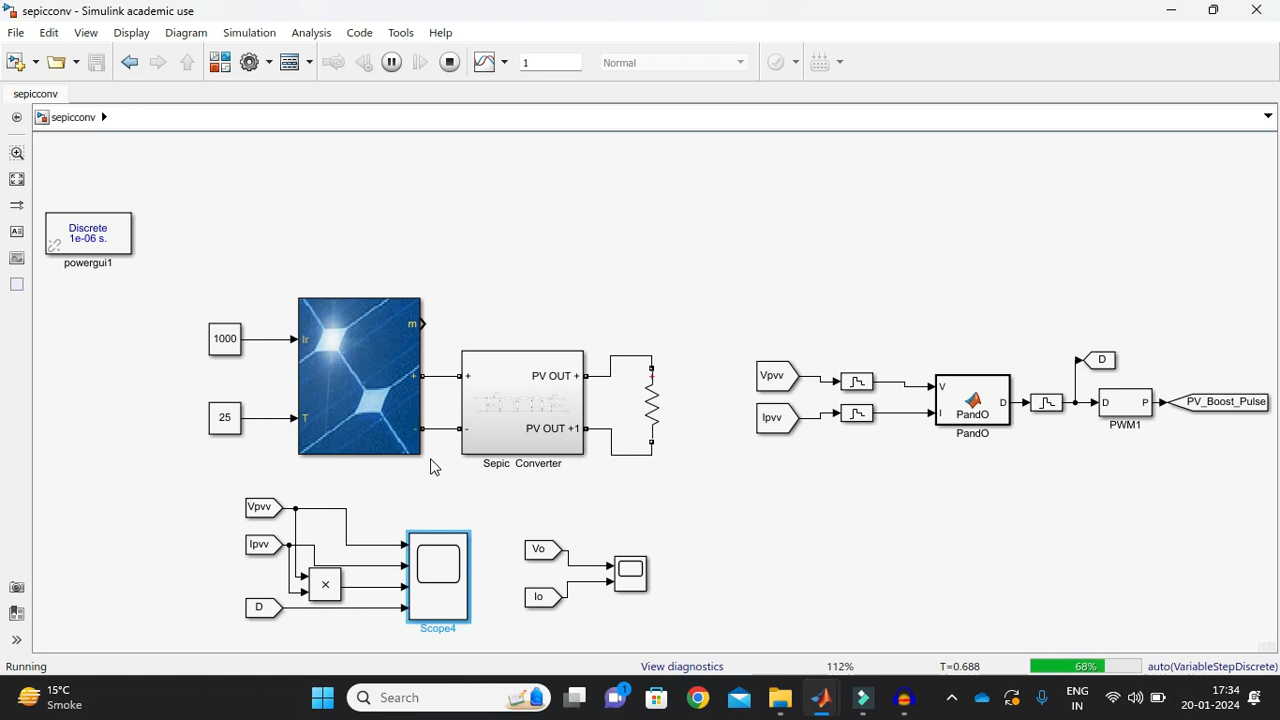 sepicconv - Simulink academic use
File Edit View Display Diagram Simulation Analysis Code Tools Help
1
Normal
sepicconv
sepicconv
Discrete
1e-06 s.
powergui1
1000
Ir
m
25
T
+
-
+
-
PV OUT +
PV OUT +1
Sepic Converter
+
Vpvv
Ipvv
V
I
D
PandO
PandO
D
D
P
PWM1
PV_Boost_Pulse
Vpvv
Ipvv
×
D
Scope4
Vo
Io
Running
View diagnostics
112%
T=0.688
68%
auto(VariableStepDiscrete)
15°C
Smoke
Search
1
ENG
IN
17:34
20-01-2024